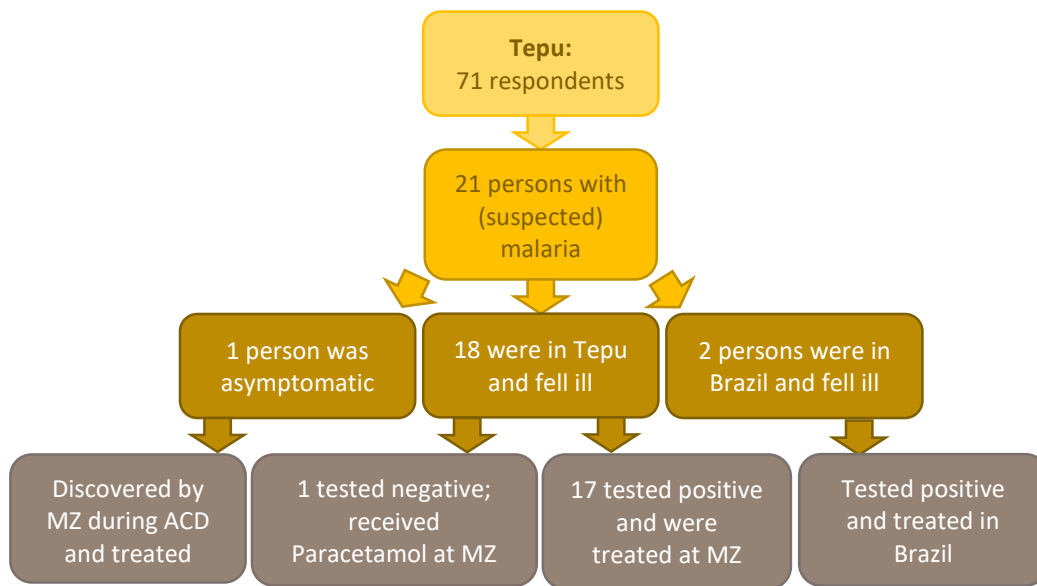 Tepu:
71 respondents
21 persons with
(suspected)
malaria
1 person was
asymptomatic
18 were in Tepu
and fell ill
2 persons were in
Brazil and fell ill
Discovered by
MZ during ACD
and treated
1 tested negative;
received
Paracetamol at MZ
17 tested positive
and were
treated at MZ
Tested positive
and treated in
Brazil